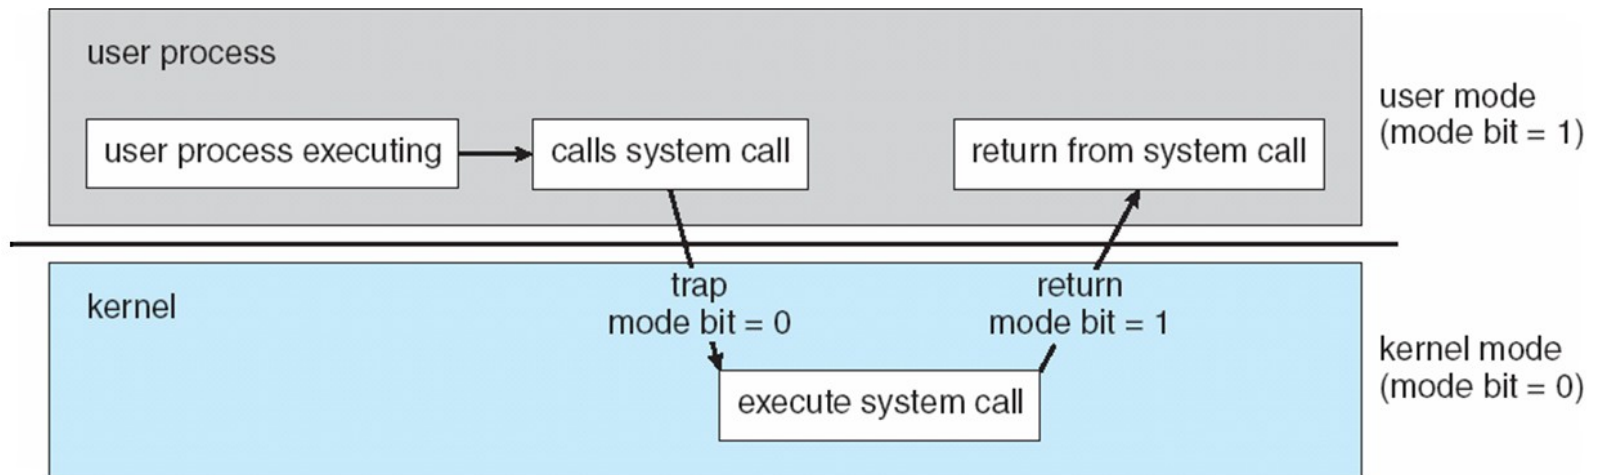 user process
user process executing
calls system call
return from system call
user mode
(mode bit = 1)
kernel
trap
mode bit = 0
return
mode bit = 1
execute system call
kernel mode
(mode bit = 0)